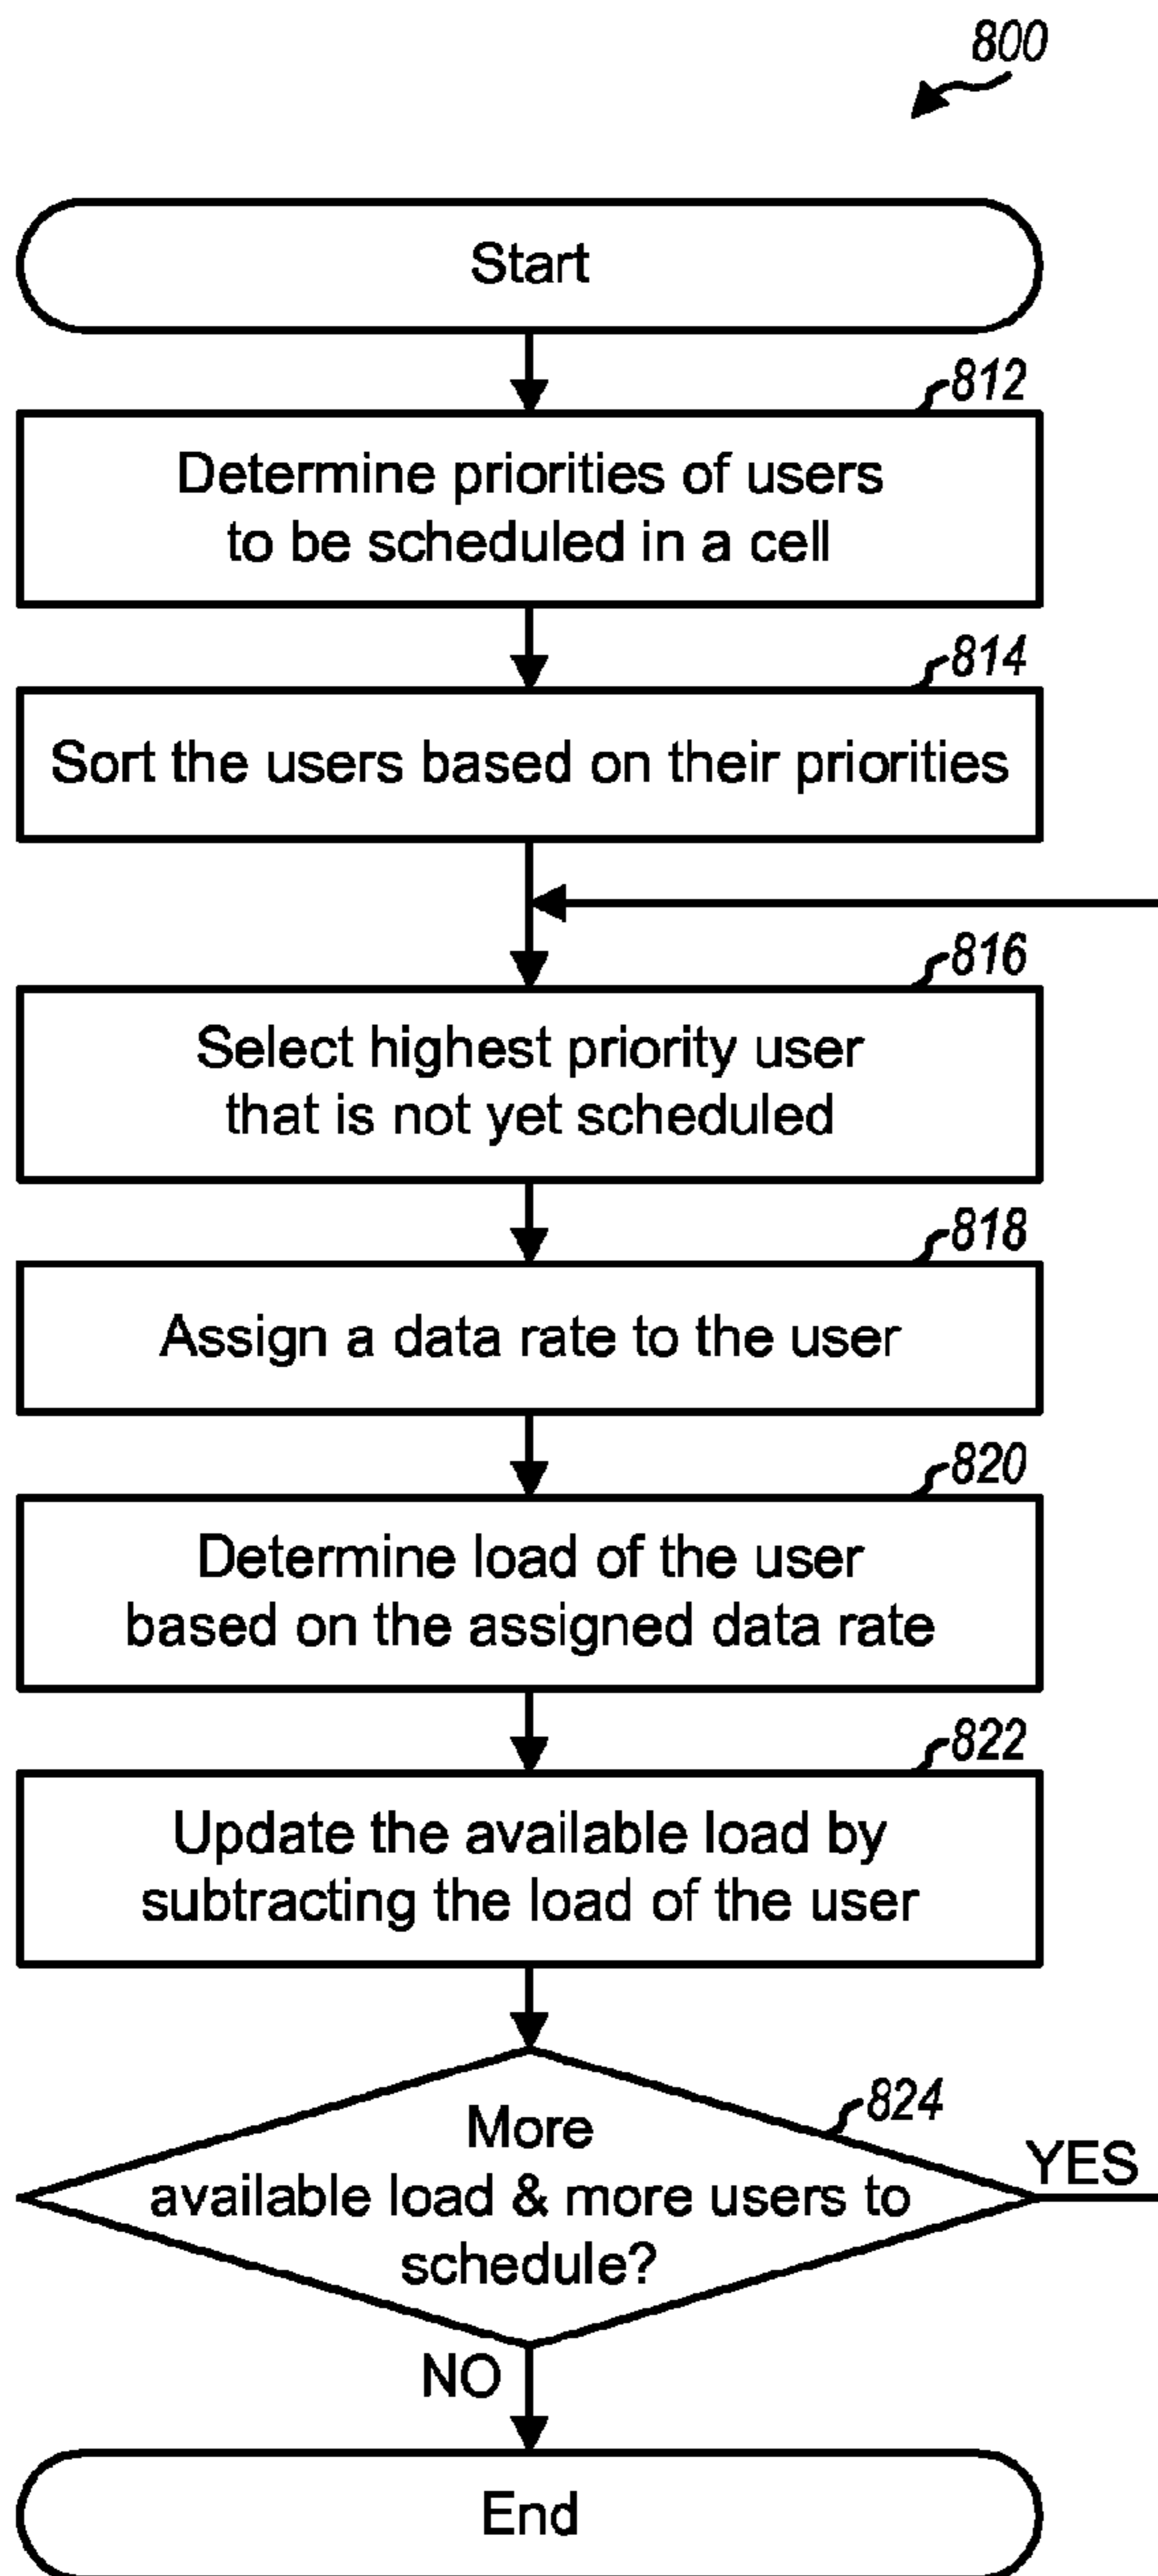 800
Start
812
Determine priorities of users
to be scheduled in a cell
814
Sort the users based on their priorities
816
Select highest priority user
that is not yet scheduled
818
Assign a data rate to the user
820
Determine load of the user
based on the assigned data rate
822
Update the available load by
subtracting the load of the user
824
More
available load & more users to
schedule?
YES
NO
End